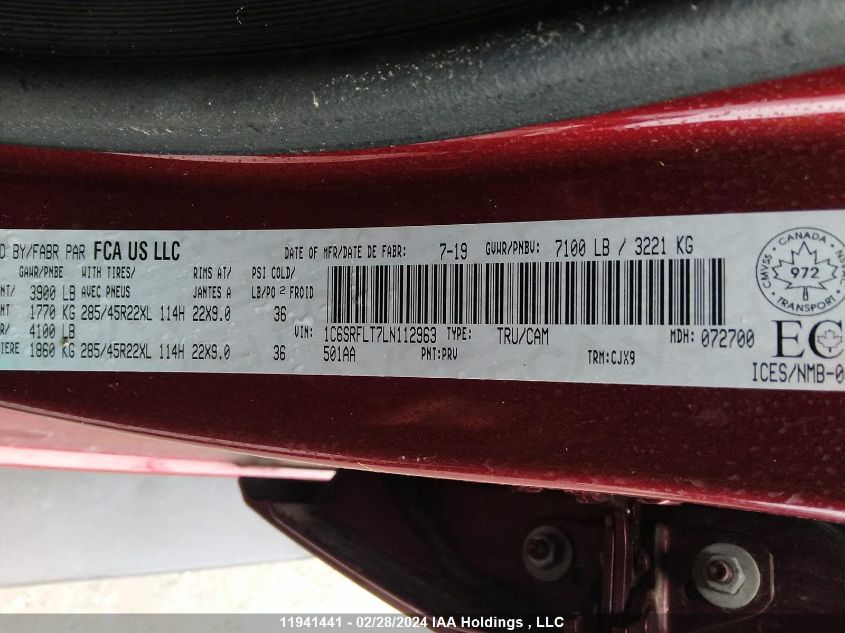 D BY/FABR PAR FCA US LLC DATE OF MFR/DATE DE FABR: 7-19 GVWR/PNBV: 7100 LB / 3221 KG
GAWR/PNBE WITH TIRES/ RIMS AT/ PSI COLD/
NT/ 3900 LB AVEC PNEUS JANTES A LB/PO 2 FROID
NT 1770 KG 285/45R22XL 114H 22X9.0 36
R/ 4100 LB VIN: 1C6SRFLT7LN112963 TYPE: TRU/CAM MDH: 072700
IERE 1860 KG 285/45R22XL 114H 22X9.0 36 501AA PNT:PRV TRM:CJX9
CMVSS CANADA
972
TRANSPORT
EC
ICES/NMB-0
11941441 - 02/28/2024 IAA Holdings , LLC